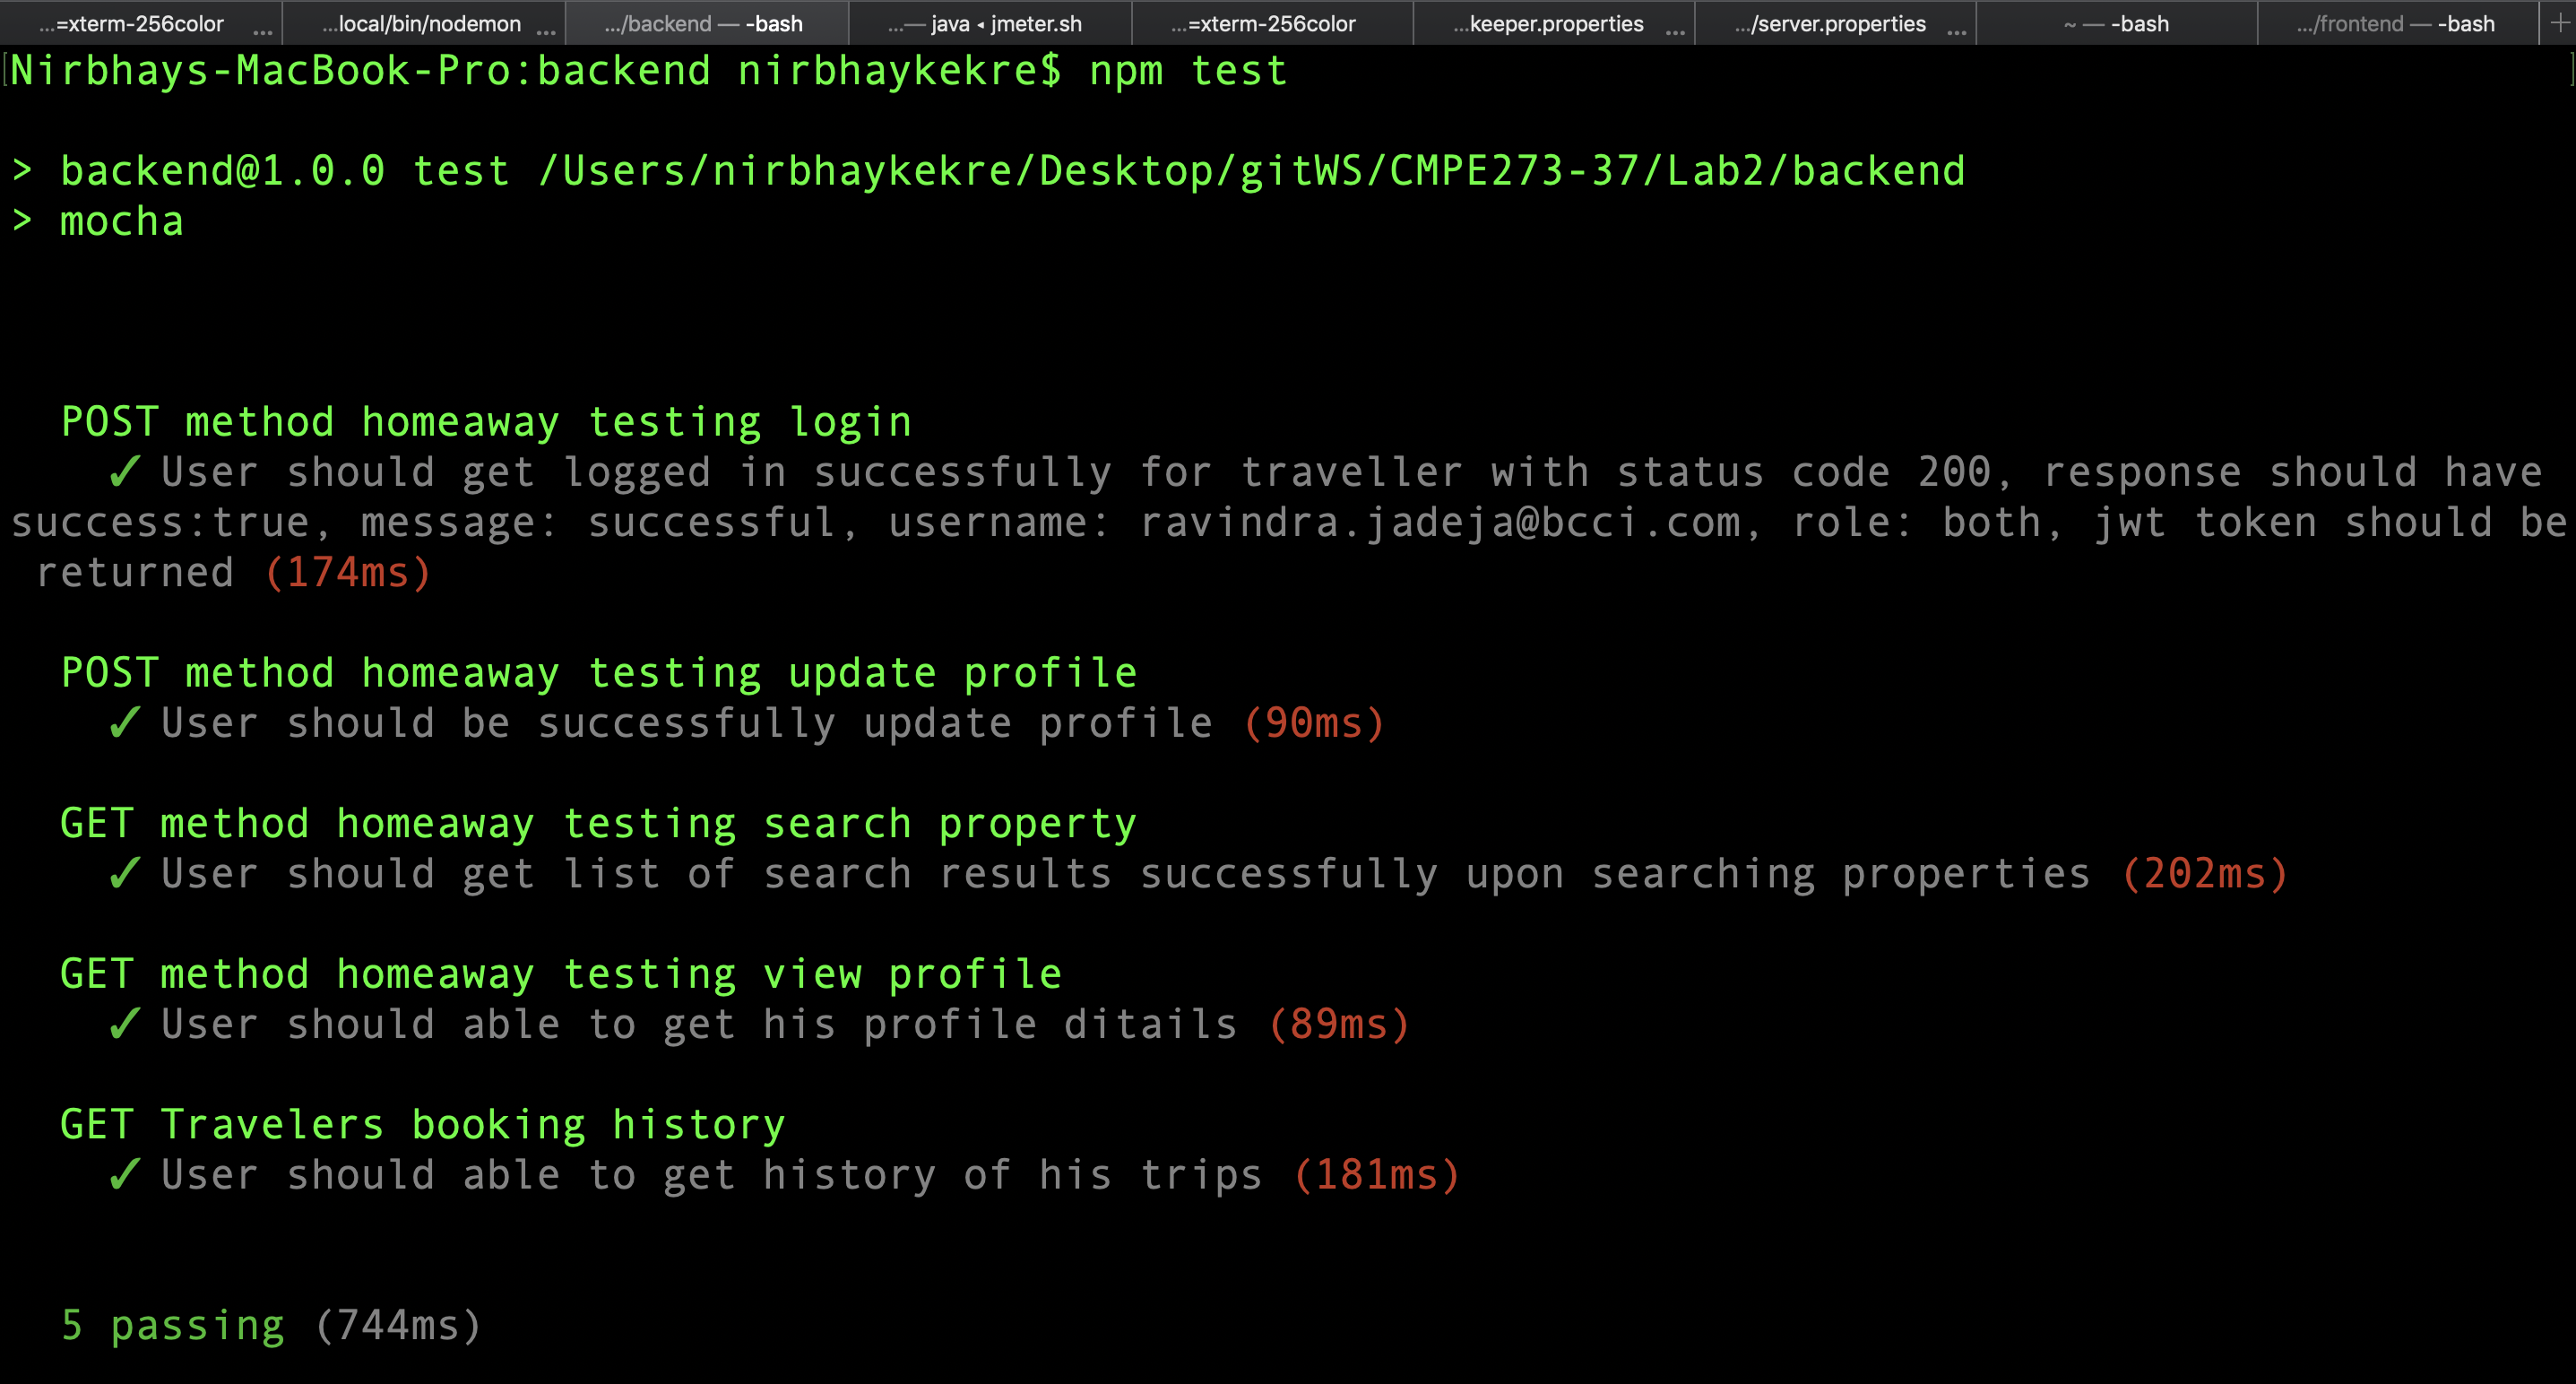 ...=xterm-256color ... ...local/bin/nodemon ... .../backend — -bash ...— java ◂ jmeter.sh ...=xterm-256color ...keeper.properties ... .../server.properties ... ~ — -bash .../frontend — -bash +
[Nirbhays-MacBook-Pro:backend nirbhaykekre$ npm test ]
> backend@1.0.0 test /Users/nirbhaykekre/Desktop/gitWS/CMPE273-37/Lab2/backend
> mocha
POST method homeaway testing login
✓ User should get logged in successfully for traveller with status code 200, response should have
success:true, message: successful, username: ravindra.jadeja@bcci.com, role: both, jwt token should be
returned (174ms)
POST method homeaway testing update profile
✓ User should be successfully update profile (90ms)
GET method homeaway testing search property
✓ User should get list of search results successfully upon searching properties (202ms)
GET method homeaway testing view profile
✓ User should able to get his profile ditails (89ms)
GET Travelers booking history
✓ User should able to get history of his trips (181ms)
5 passing (744ms)